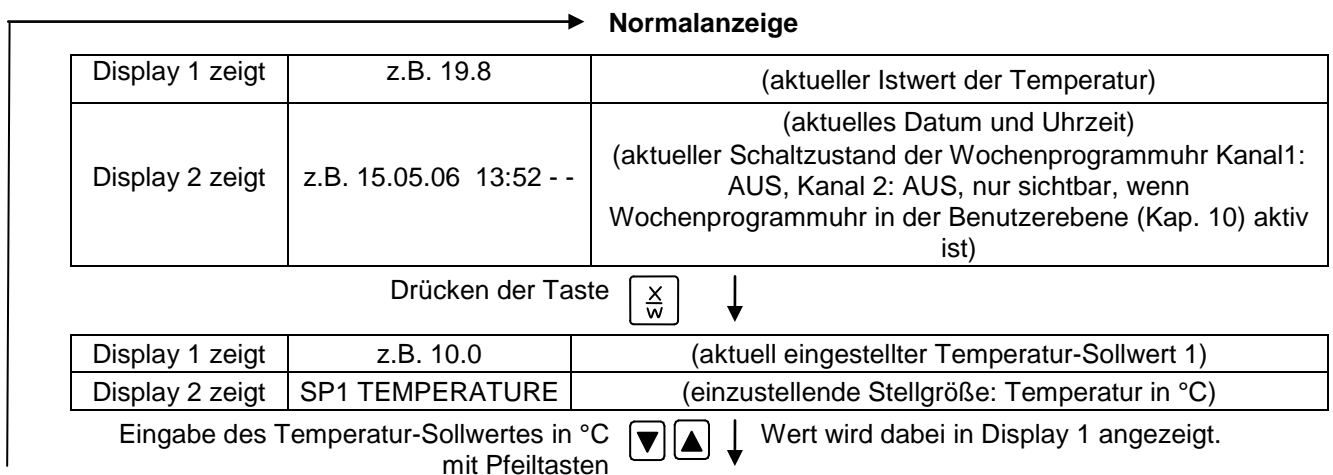 Normalanzeige
Display 1 zeigt z.B. 19.8 (aktueller Istwert der Temperatur)
Display 2 zeigt z.B. 15.05.06 13:52 - - (aktuelles Datum und Uhrzeit)
(aktueller Schaltzustand der Wochenprogrammuhr Kanal1:
AUS, Kanal 2: AUS, nur sichtbar, wenn
Wochenprogrammuhr in der Benutzerebene (Kap. 10) aktiv
ist)
Drücken der Taste X
W
Display 1 zeigt z.B. 10.0 (aktuell eingestellter Temperatur-Sollwert 1)
Display 2 zeigt SP1 TEMPERATURE (einzustellende Stellgröße: Temperatur in °C)
Eingabe des Temperatur-Sollwertes in °C Wert wird dabei in Display 1 angezeigt.
mit Pfeiltasten